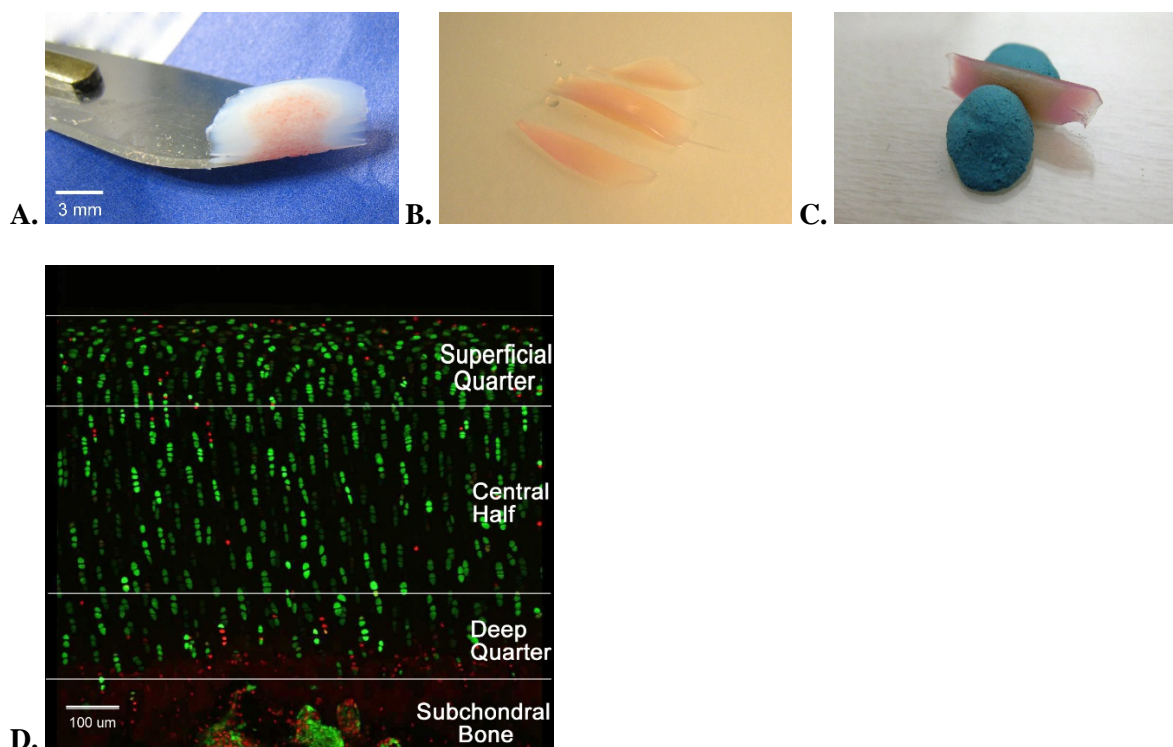 3 mm
A.
B.
C.
Superficial
Quarter
Central
Half
Deep
Quarter
100 um
Subchondral
Bone
D.